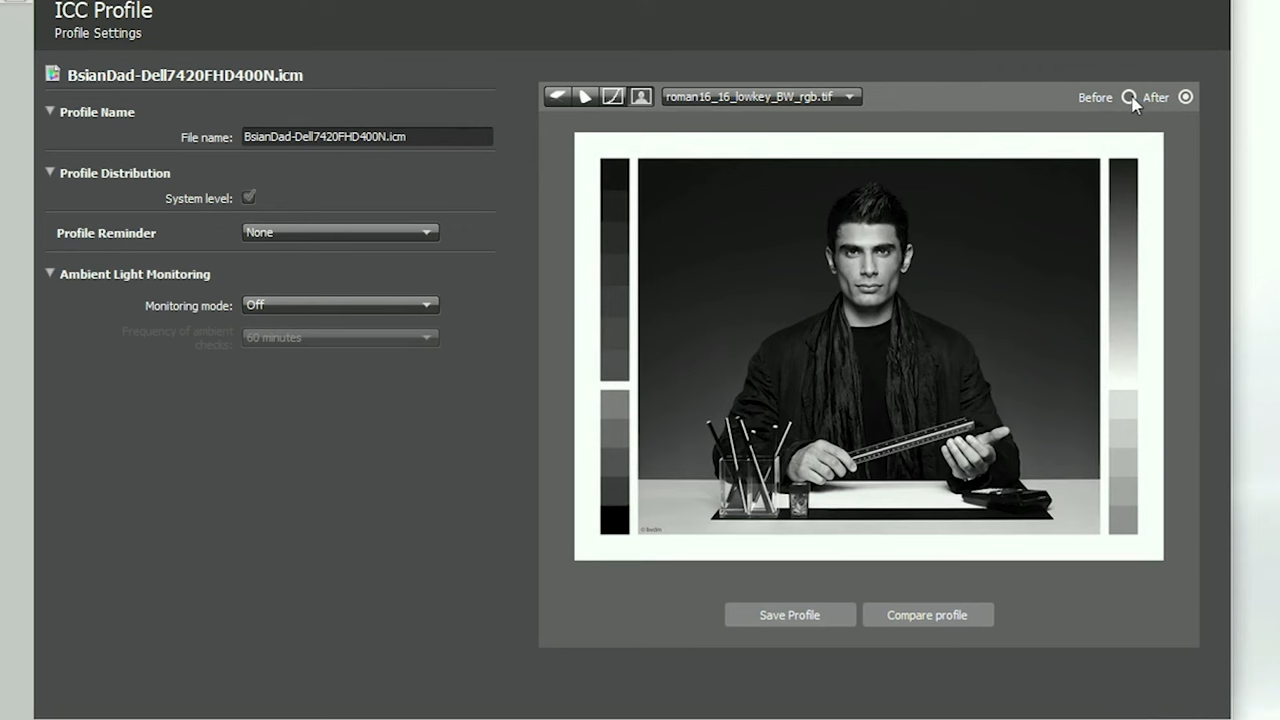 ICC Profile
Profile Settings
BsianDad-Dell7420FHD400N.icm
Profile Name
File name: BsianDad-Dell7420FHD400N.icm
Profile Distribution
System level:
Profile Reminder None
Ambient Light Monitoring
Monitoring mode: Off
Frequency of ambient
checks: 60 minutes
roman16_16_lowkey_BW_rgb.tif
Before After
Save Profile Compare profile